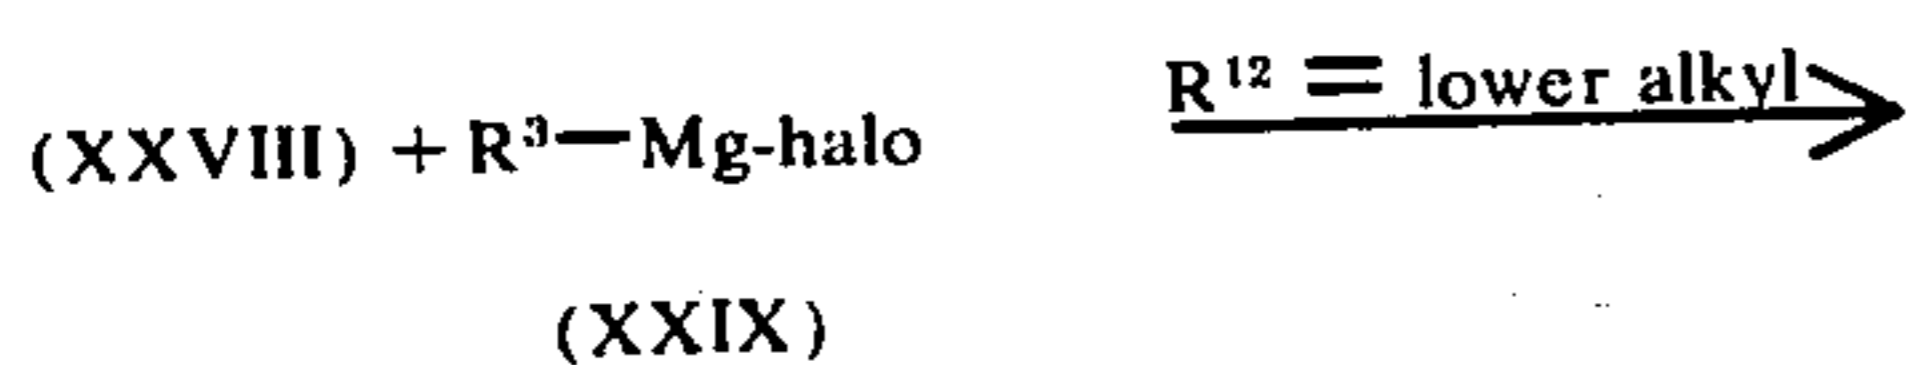 R¹² = lower alkyl
(XXVIII) + R³—Mg-halo
(XXIX)